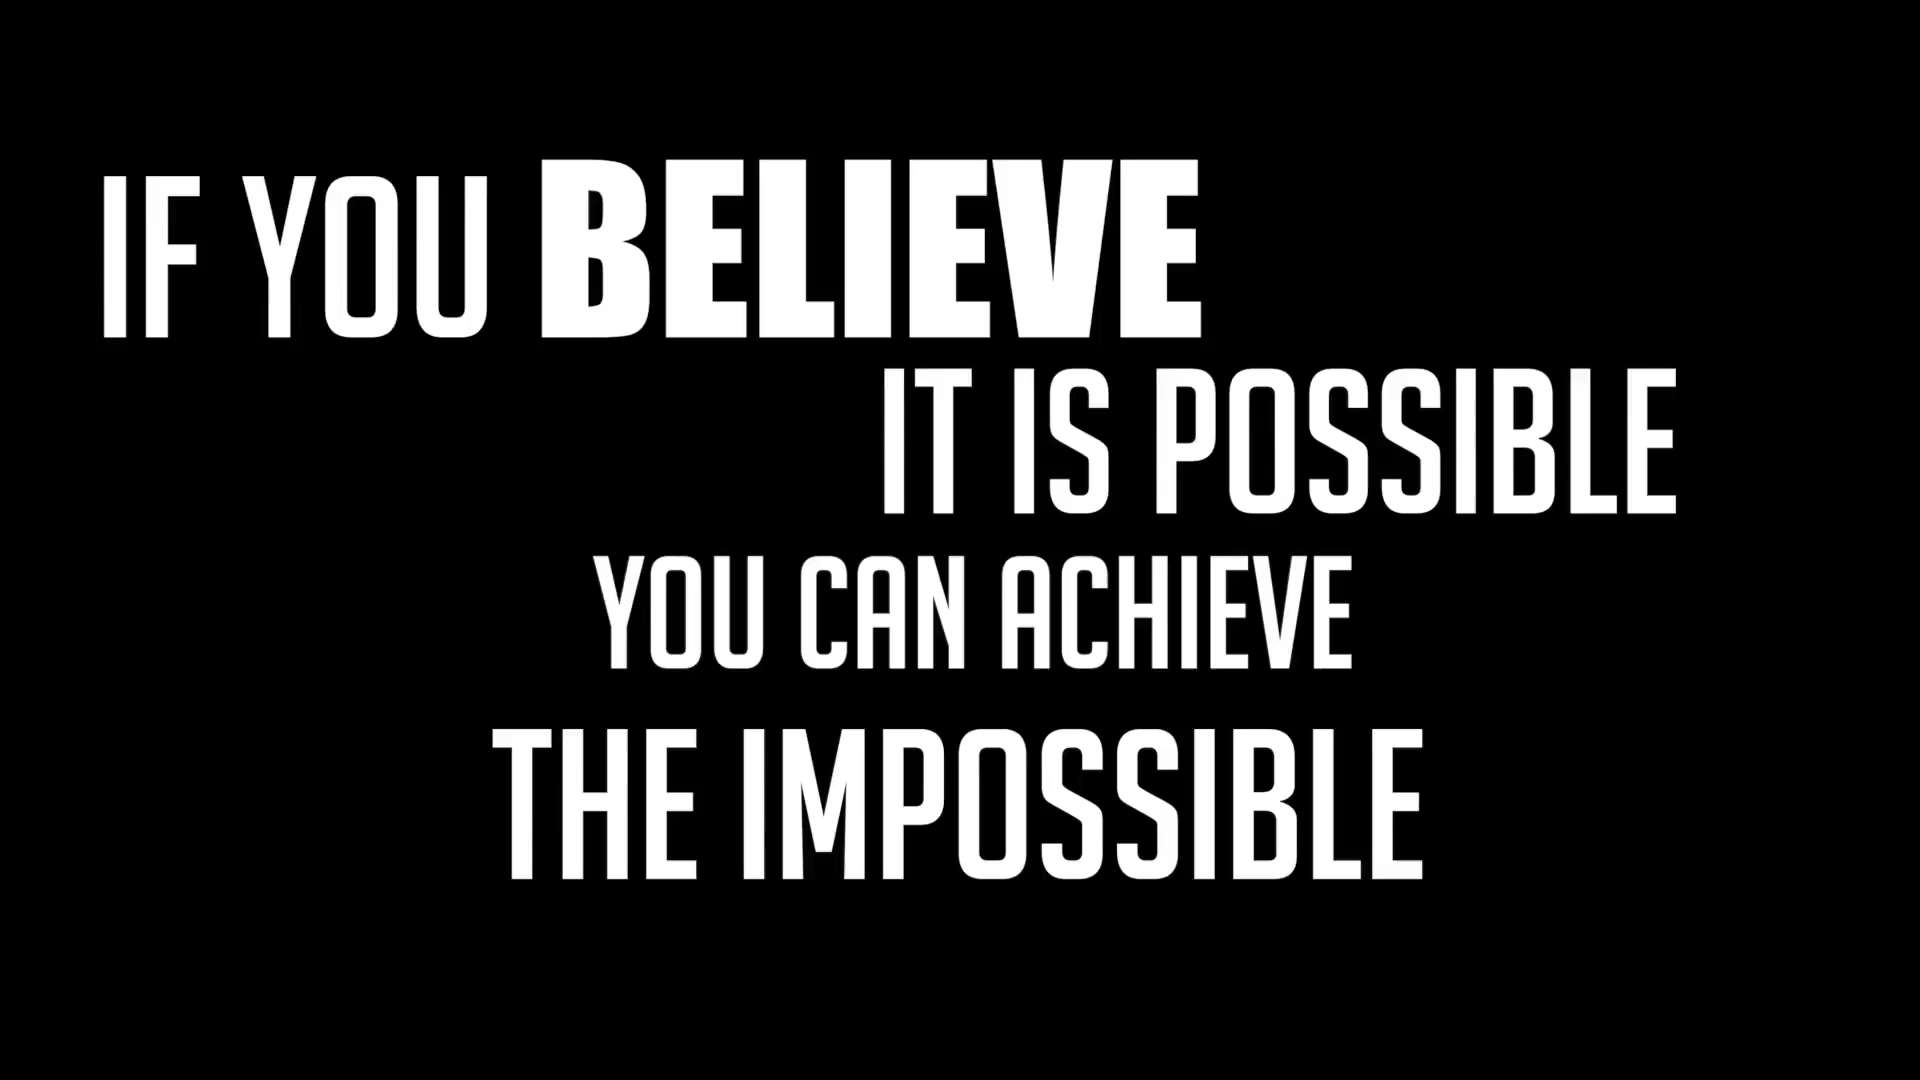 IF YOU BELIEVE
IT IS POSSIBLE
YOU CAN ACHIEVE
THE IMPOSSIBLE